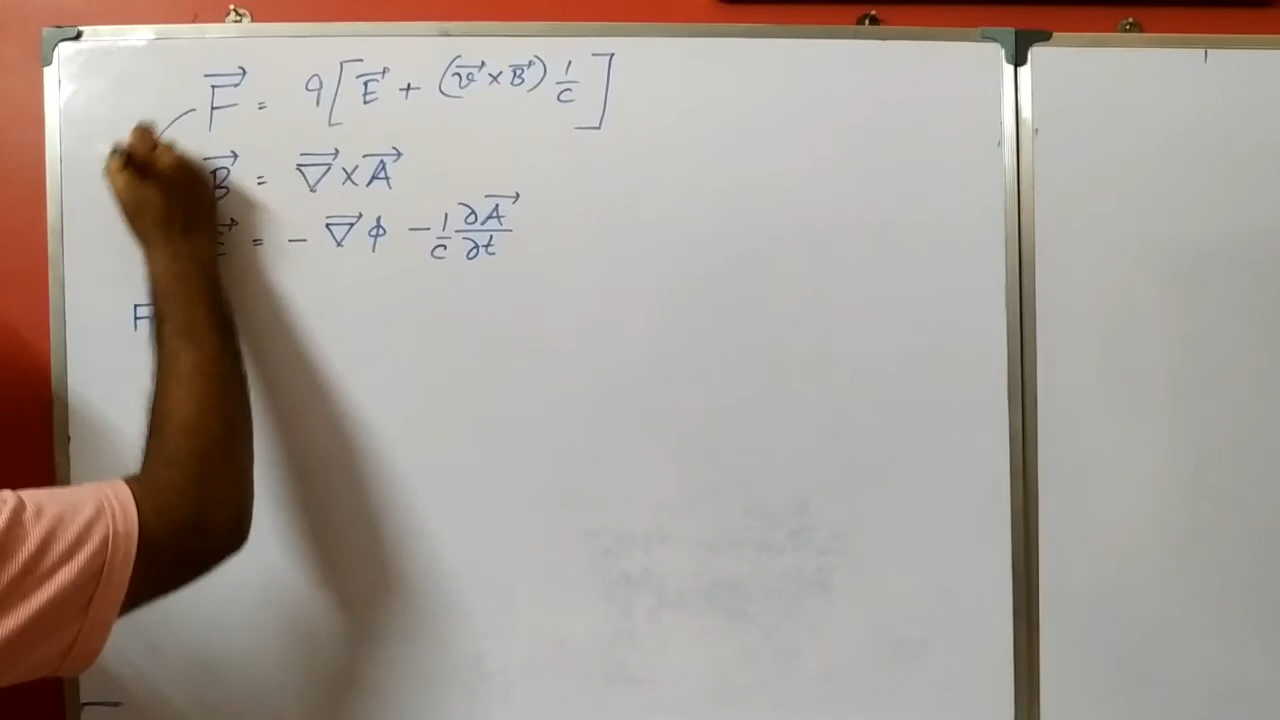 F⃗ = q[E⃗ + (v⃗ × B⃗) 1/c]
B⃗ = ∇⃗ × A⃗
E⃗ = - ∇⃗ϕ - 1/c ∂A⃗/∂t
F